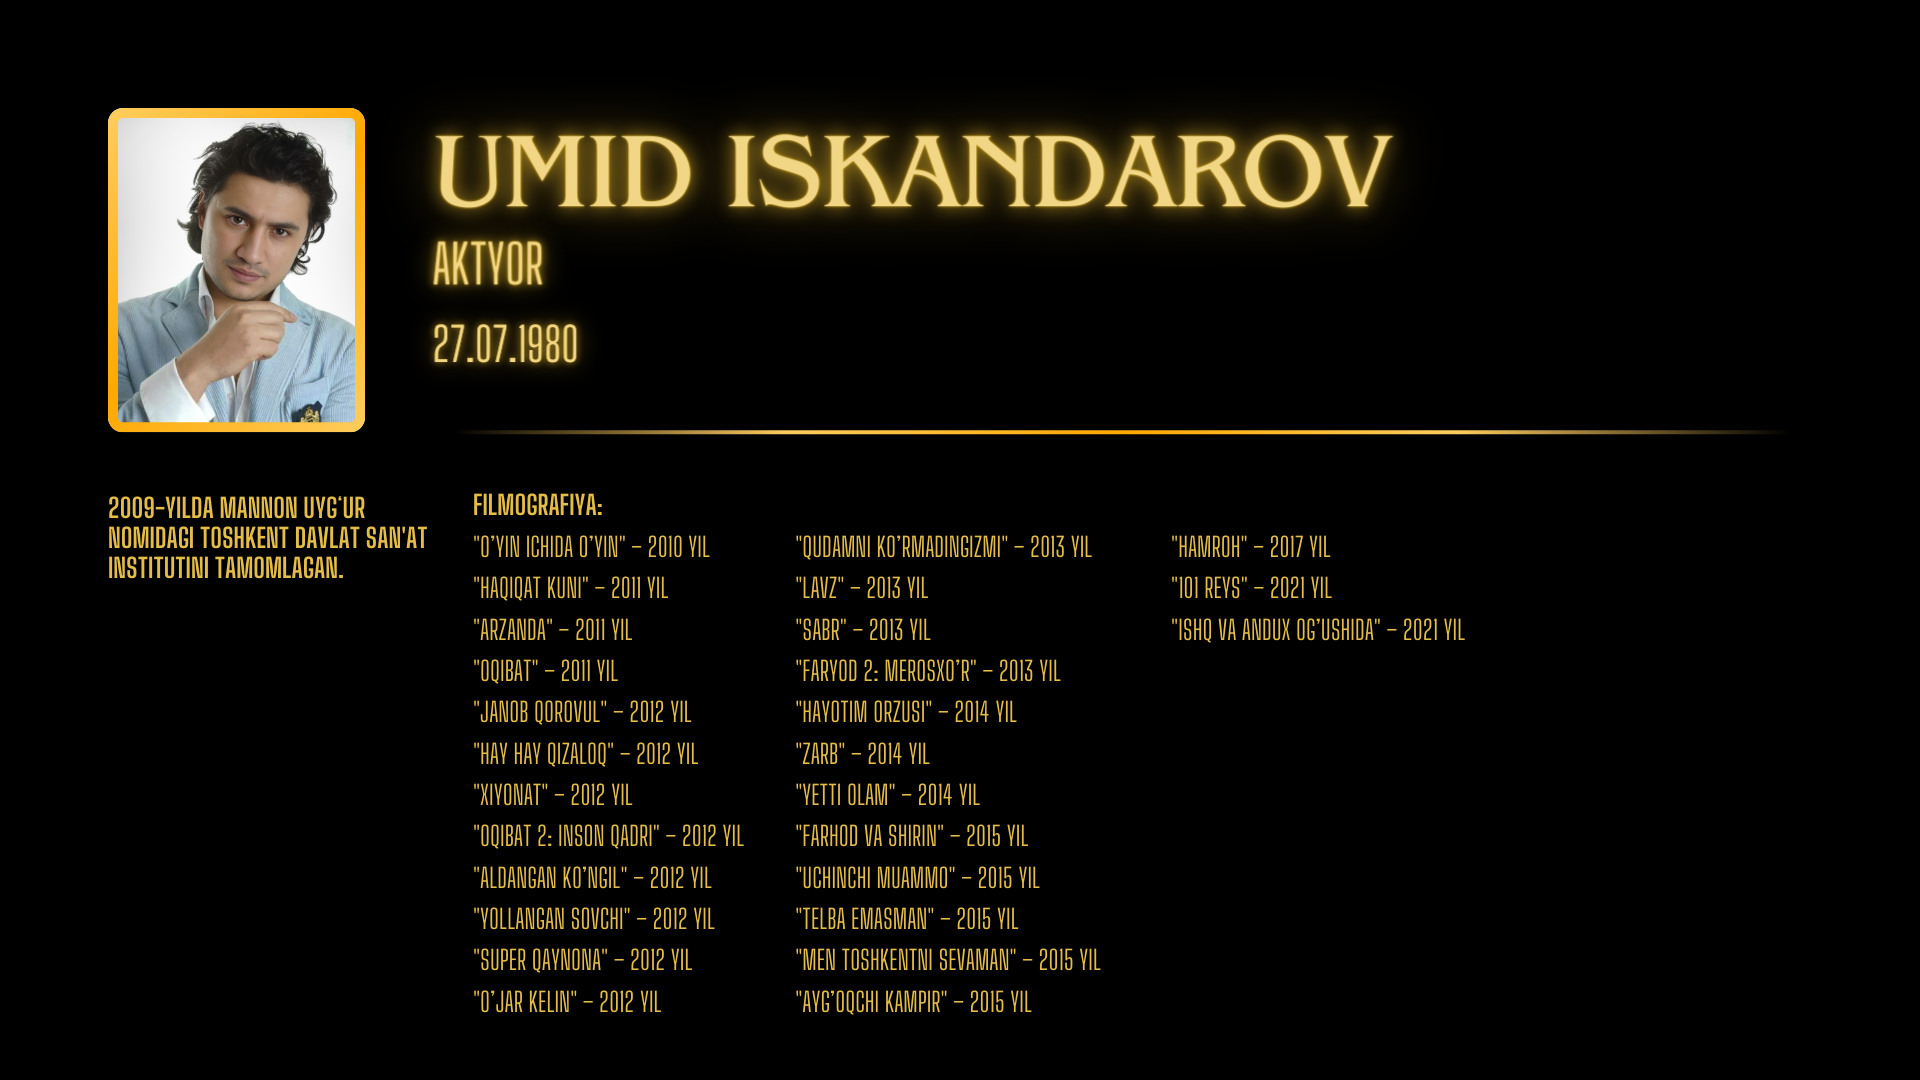 UMID ISKANDAROV
AKTYOR
27.07.1980
2009-YILDA MANNON UYG‘UR
NOMIDAGI TOSHKENT DAVLAT SAN'AT
INSTITUTINI TAMOMLAGAN.
FILMOGRAFIYA:
"O’YIN ICHIDA O’YIN" – 2010 YIL
"HAQIQAT KUNI" – 2011 YIL
"ARZANDA" – 2011 YIL
"OQIBAT" – 2011 YIL
"JANOB QOROVUL" – 2012 YIL
"HAY HAY QIZALOQ" – 2012 YIL
"XIYONAT" – 2012 YIL
"OQIBAT 2: INSON QADRI" – 2012 YIL
"ALDANGAN KO’NGIL" – 2012 YIL
"YOLLANGAN SOVCHI" – 2012 YIL
"SUPER QAYNONA" – 2012 YIL
"O’JAR KELIN" – 2012 YIL
"QUDAMNI KO’RMADINGIZMI" – 2013 YIL
"LAVZ" – 2013 YIL
"SABR" – 2013 YIL
"FARYOD 2: MEROSXO’R" – 2013 YIL
"HAYOTIM ORZUSI" – 2014 YIL
"ZARB" – 2014 YIL
"YETTI OLAM" – 2014 YIL
"FARHOD VA SHIRIN" – 2015 YIL
"UCHINCHI MUAMMO" – 2015 YIL
"TELBA EMASMAN" – 2015 YIL
"MEN TOSHKENTNI SEVAMAN" – 2015 YIL
"AYG’OQCHI KAMPIR" – 2015 YIL
"HAMROH" – 2017 YIL
"101 REYS" – 2021 YIL
"ISHQ VA ANDUX OG’USHIDA" – 2021 YIL